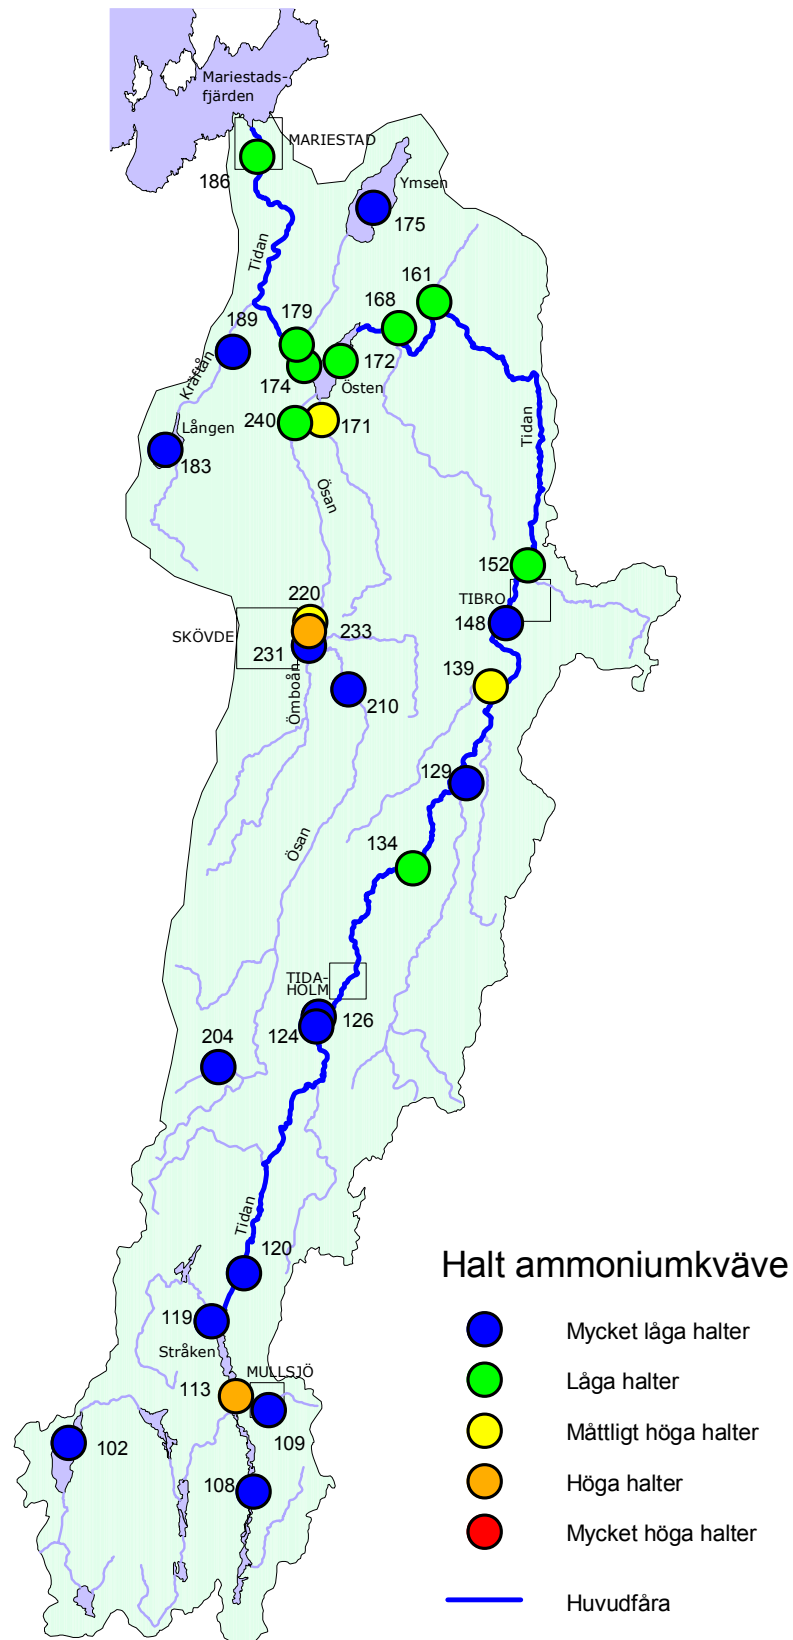 Mariestads-
fjärden
MARIESTAD
186
Ymsen
175
Tidan
161
168
179
189
172
174
Kräftån
Östen
240
171
Lången
183
Tidan
Ösan
152
220
TIBRO
148
SKÖVDE
233
231
139
Ömboån
210
129
134
Ösan
TIDA-
HOLM
126
124
204
Tidan
120
119
Stråken
MULLSJÖ
113
109
102
108
Halt ammoniumkväve
Mycket låga halter
Låga halter
Måttligt höga halter
Höga halter
Mycket höga halter
Huvudfåra